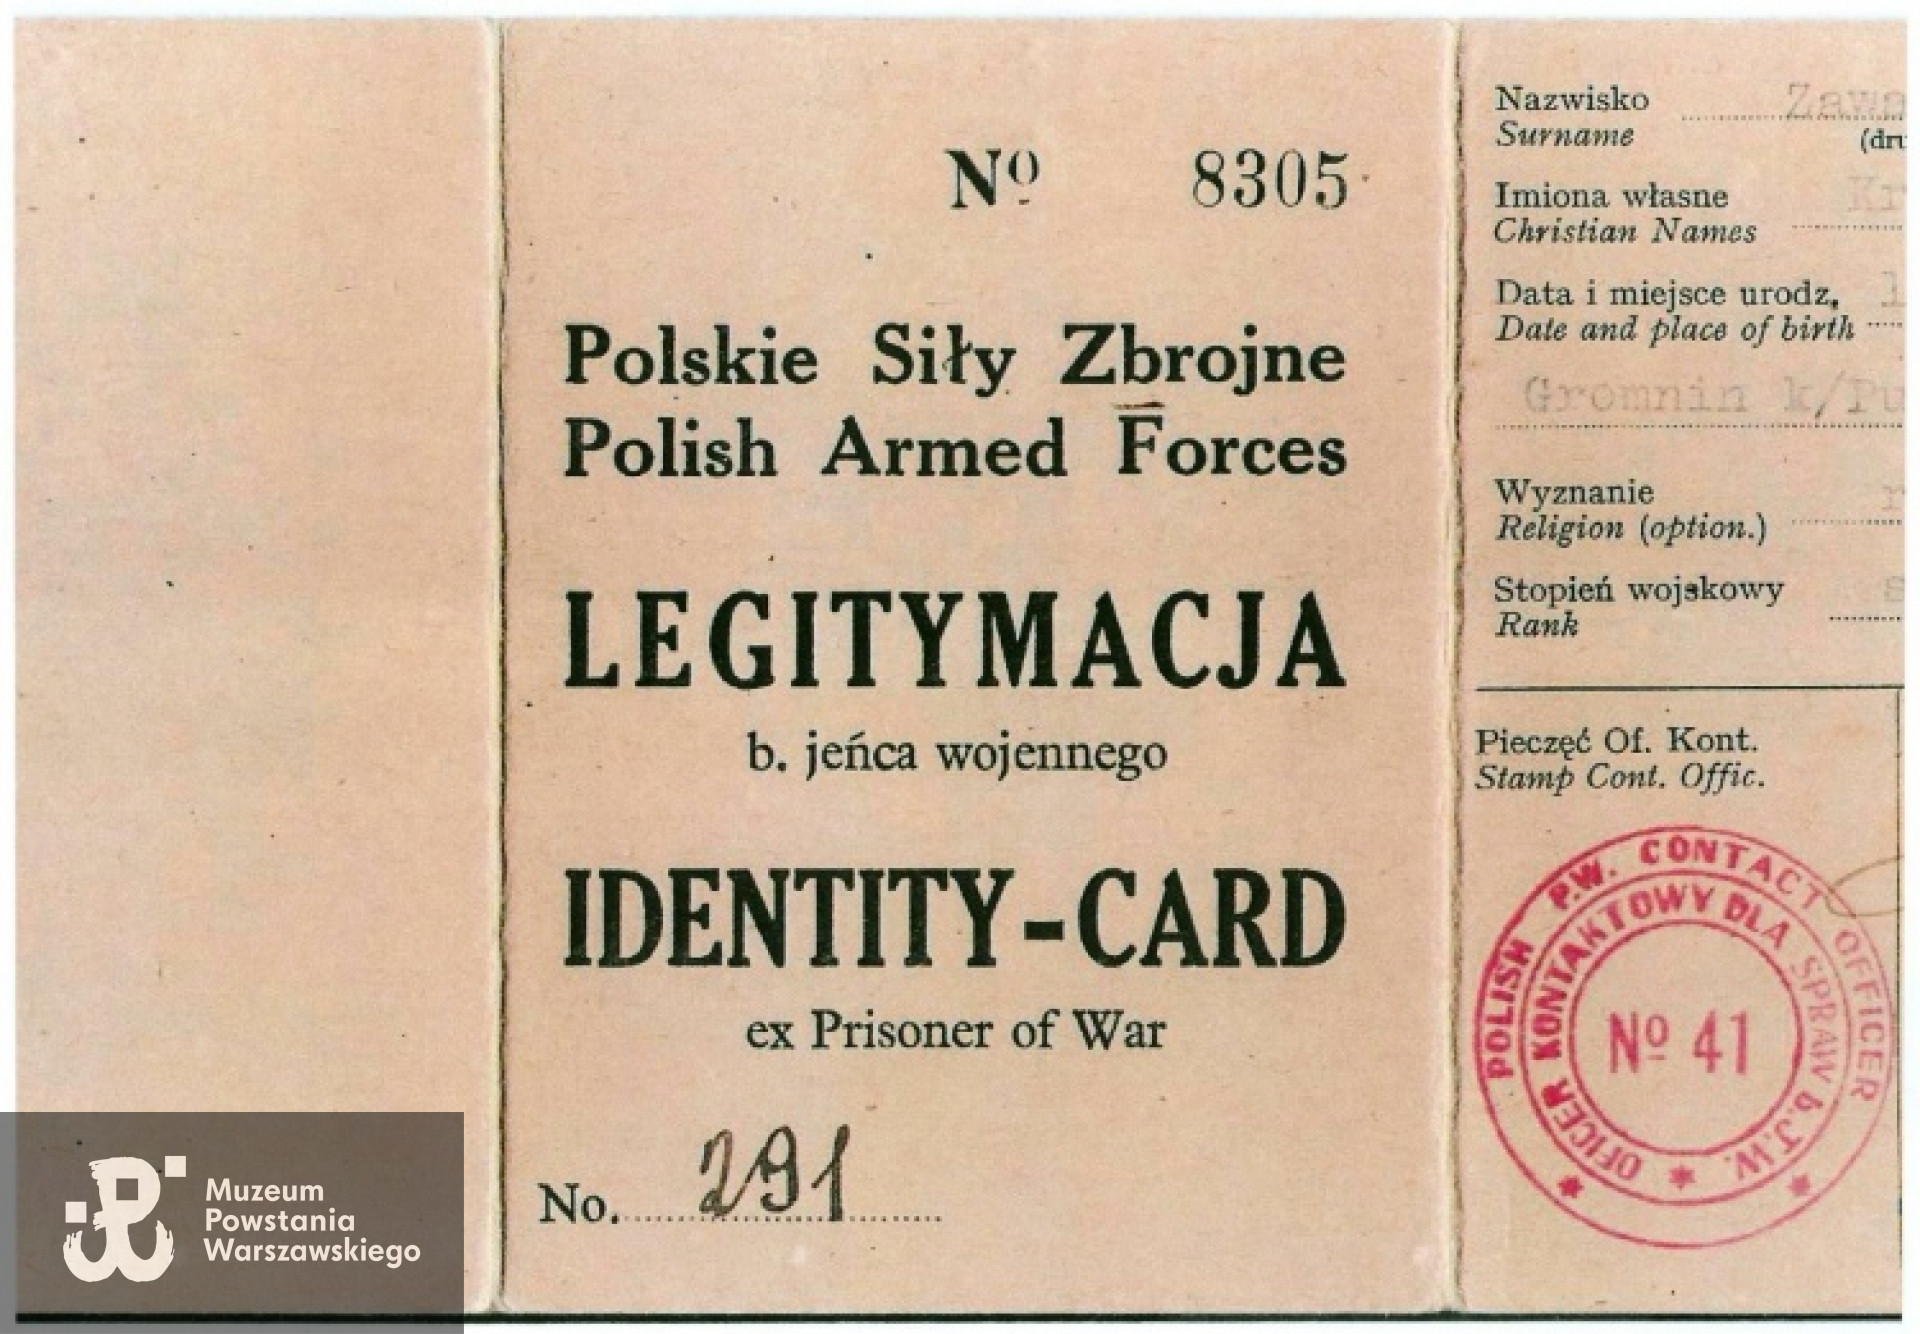 Nº 8305
Polskie Siły Zbrojne
Polish Armed Forces
LEGITYMACJA
b. jeńca wojennego
IDENTITY-CARD
ex Prisoner of War
No. 291
Nazwisko
Surname
Imiona własne
Christian Names
Data i miejsce urodz.
Date and place of birth
Gromnin
Wyznanie
Religion (option.)
Stopień wojskowy
Rank
Pieczęć Of. Kont.
Stamp Cont. Offic.
POLISH P.W. CONTACT OFFICER
OFICER KONTAKTOWY DLA SPRAW b. J.W.
Nº 41
Muzeum
Powstania
Warszawskiego